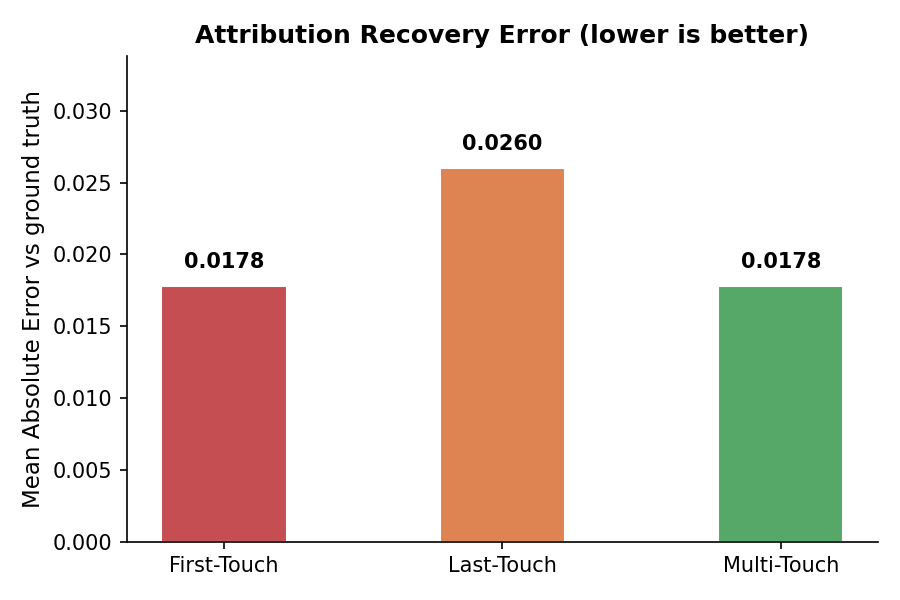 Attribution Recovery Error (lower is better)
Mean Absolute Error vs ground truth
0.030
0.025
0.020
0.015
0.010
0.005
0.000
0.0178
0.0260
0.0178
First-Touch
Last-Touch
Multi-Touch